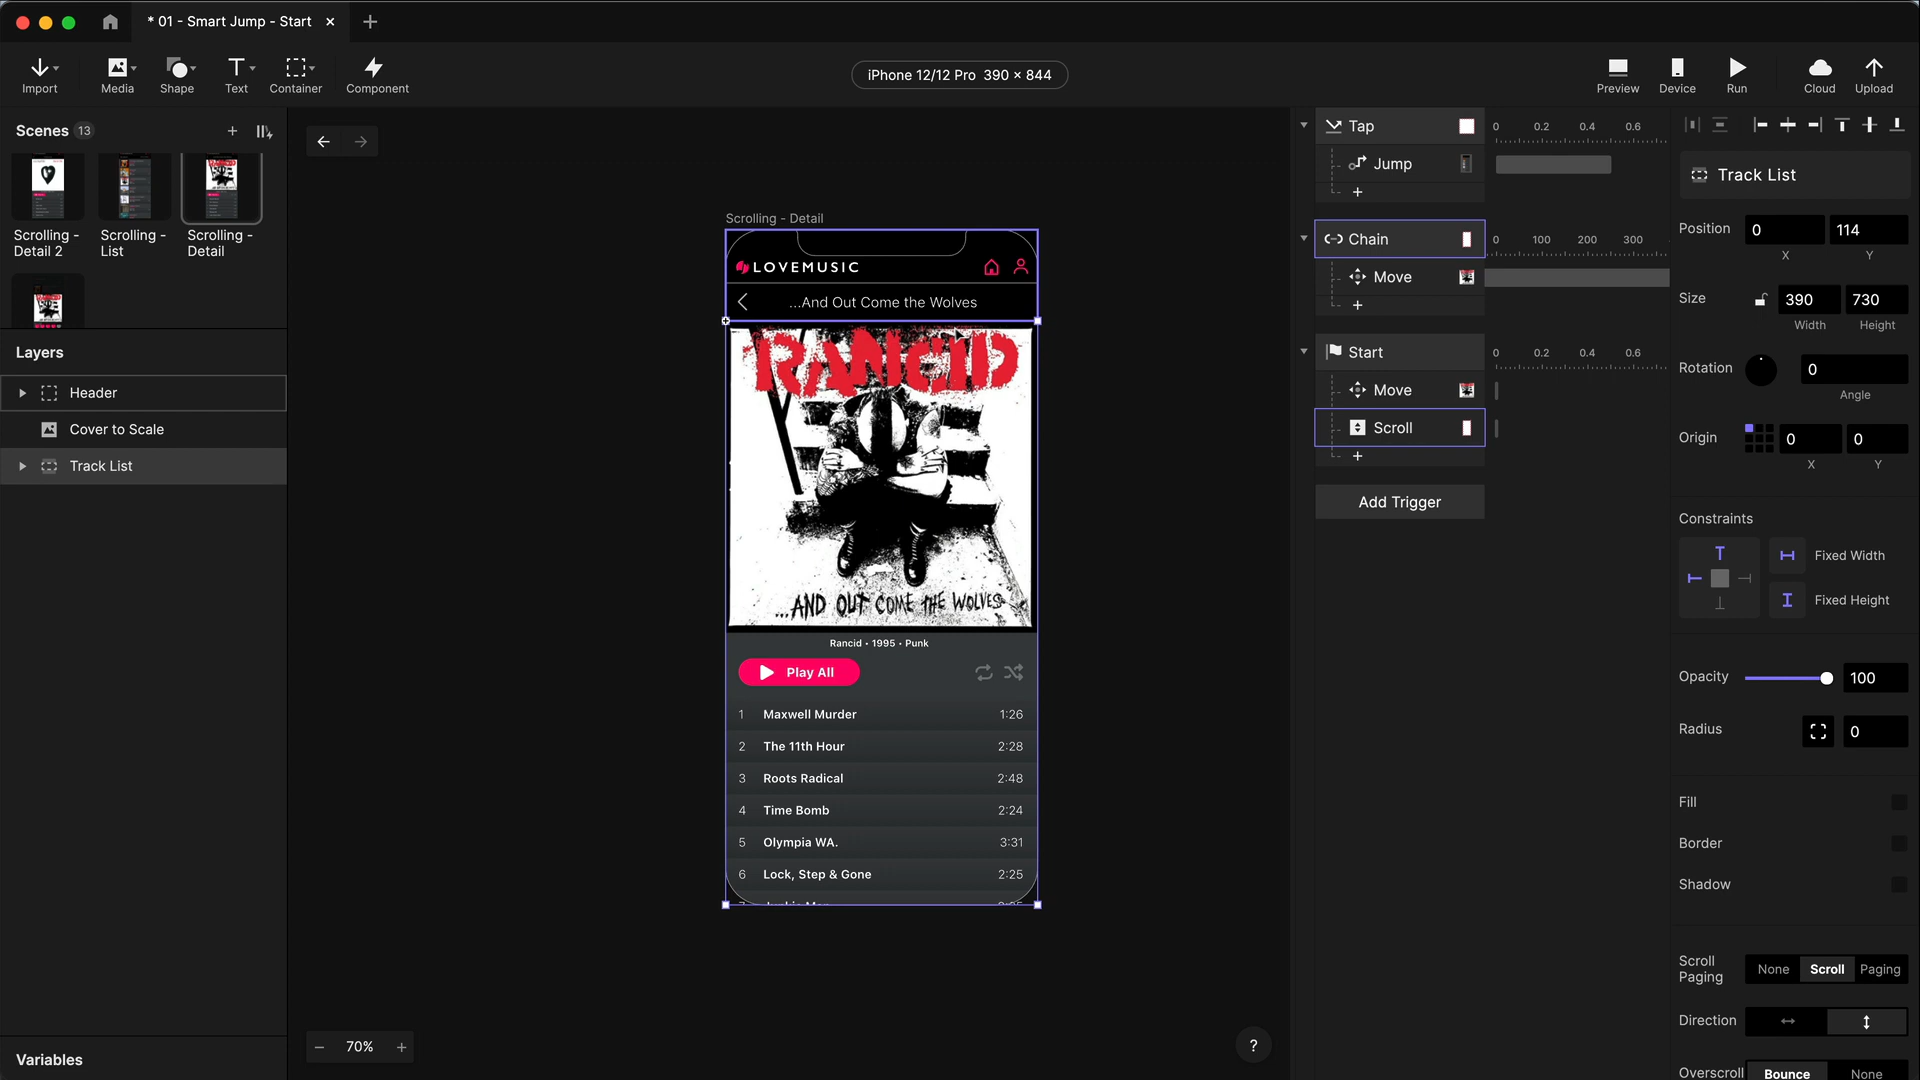 * 01 - Smart Jump - Start
Import
Media
Shape
Text
Container
Component
iPhone 12/12 Pro 390 × 844
Preview
Device
Run
Cloud
Upload
Scenes 13
Scrolling -
Detail 2
Scrolling -
List
Scrolling -
Detail
Layers
Header
Cover to Scale
Track List
Variables
Scrolling - Detail
LOVEMUSIC
...And Out Come the Wolves
RANCID
...AND OUT COME THE WOLVES
Rancid • 1995 • Punk
Play All
1 Maxwell Murder 1:26
2 The 11th Hour 2:28
3 Roots Radical 2:48
4 Time Bomb 2:24
5 Olympia WA. 3:31
6 Lock, Step & Gone 2:25
70%
?
Tap 0 0.2 0.4 0.6
Jump
Chain 0 100 200 300
Move
Start 0 0.2 0.4 0.6
Move
Scroll
Add Trigger
Track List
Position 0 114
X Y
Size 390 730
Width Height
Rotation 0
Angle
Origin 0 0
X Y
Constraints
Fixed Width
Fixed Height
Opacity 100
Radius 0
Fill
Border
Shadow
Scroll
Paging
None Scroll Paging
Direction
Overscroll Bounce None